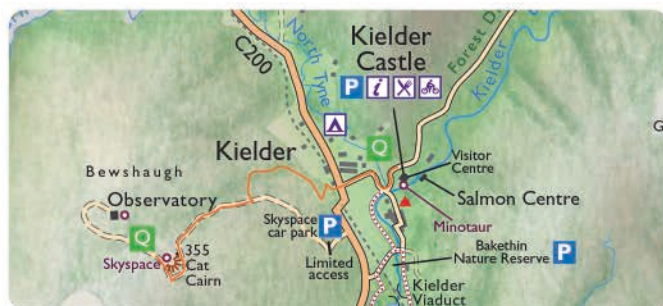 C200
North
Tyne
Kielder
Castle
P i
Forest D
Kielder
Kielder
Q
Visitor
Centre
Salmon Centre
Minotaur
Bewshaugh
Observatory
Q
Skyspace
355
Cat
Cairn
Skyspace
car park
P
Limited
access
Bakethin
Nature Reserve
P
Kielder
Viaduct
G